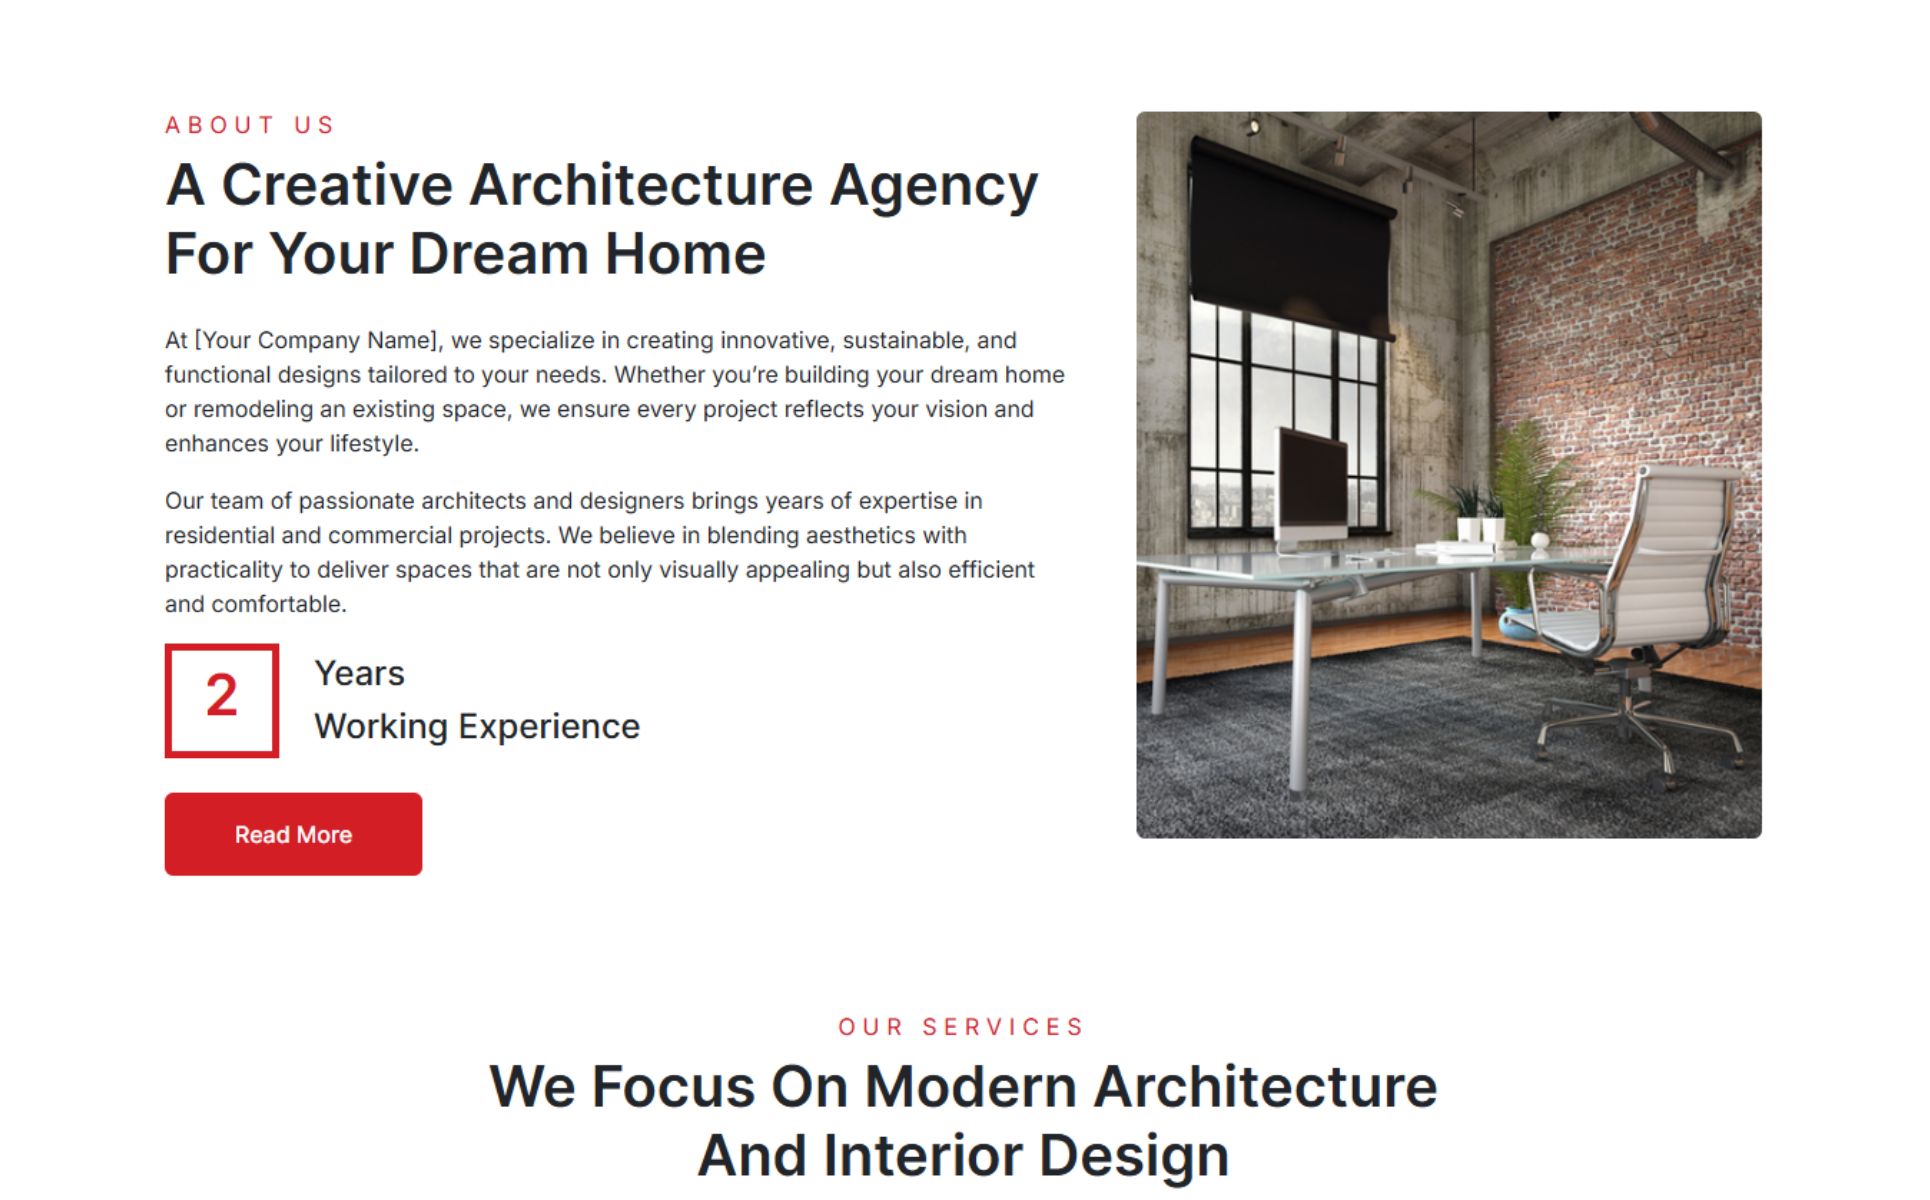 ABOUT US
A Creative Architecture Agency
For Your Dream Home
At [Your Company Name], we specialize in creating innovative, sustainable, and
functional designs tailored to your needs. Whether you’re building your dream home
or remodeling an existing space, we ensure every project reflects your vision and
enhances your lifestyle.
Our team of passionate architects and designers brings years of expertise in
residential and commercial projects. We believe in blending aesthetics with
practicality to deliver spaces that are not only visually appealing but also efficient
and comfortable.
2
Years
Working Experience
Read More
OUR SERVICES
We Focus On Modern Architecture
And Interior Design